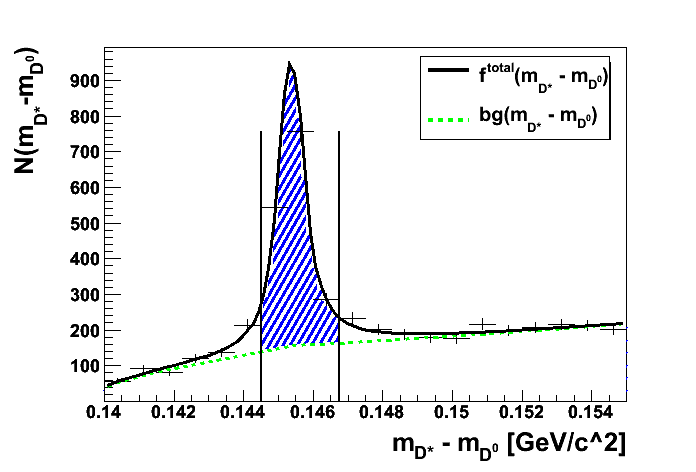 N(m_D*-m_D⁰)
900
800
700
600
500
400
300
200
100
f^total(m_D* - m_D⁰)
bg(m_D* - m_D⁰)
0.14 0.142 0.144 0.146 0.148 0.15 0.152 0.154
m_D* - m_D⁰ [GeV/c^2]